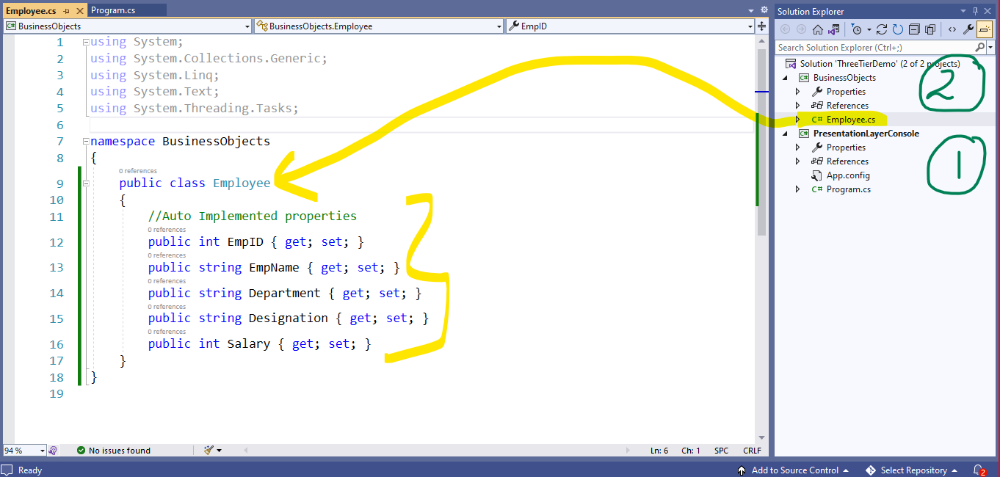 Employee.cs
Program.cs
BusinessObjects
BusinessObjects.Employee
EmpID
1 using System;
2 using System.Collections.Generic;
3 using System.Linq;
4 using System.Text;
5 using System.Threading.Tasks;
6
7 namespace BusinessObjects
8 {
0 references
9 public class Employee
10 {
11 //Auto Implemented properties
0 references
12 public int EmpID { get; set; }
0 references
13 public string EmpName { get; set; }
0 references
14 public string Department { get; set; }
0 references
15 public string Designation { get; set; }
0 references
16 public int Salary { get; set; }
17 }
18 }
19
94 %
No issues found
Ln: 6 Ch: 1 SPC CRLF
Solution Explorer
Search Solution Explorer (Ctrl+;)
Solution 'ThreeTierDemo' (2 of 2 projects)
C# BusinessObjects
Properties
References
C# Employee.cs
2
C# PresentationLayerConsole
Properties
References
App.config
C# Program.cs
1
Ready
Add to Source Control
Select Repository
2